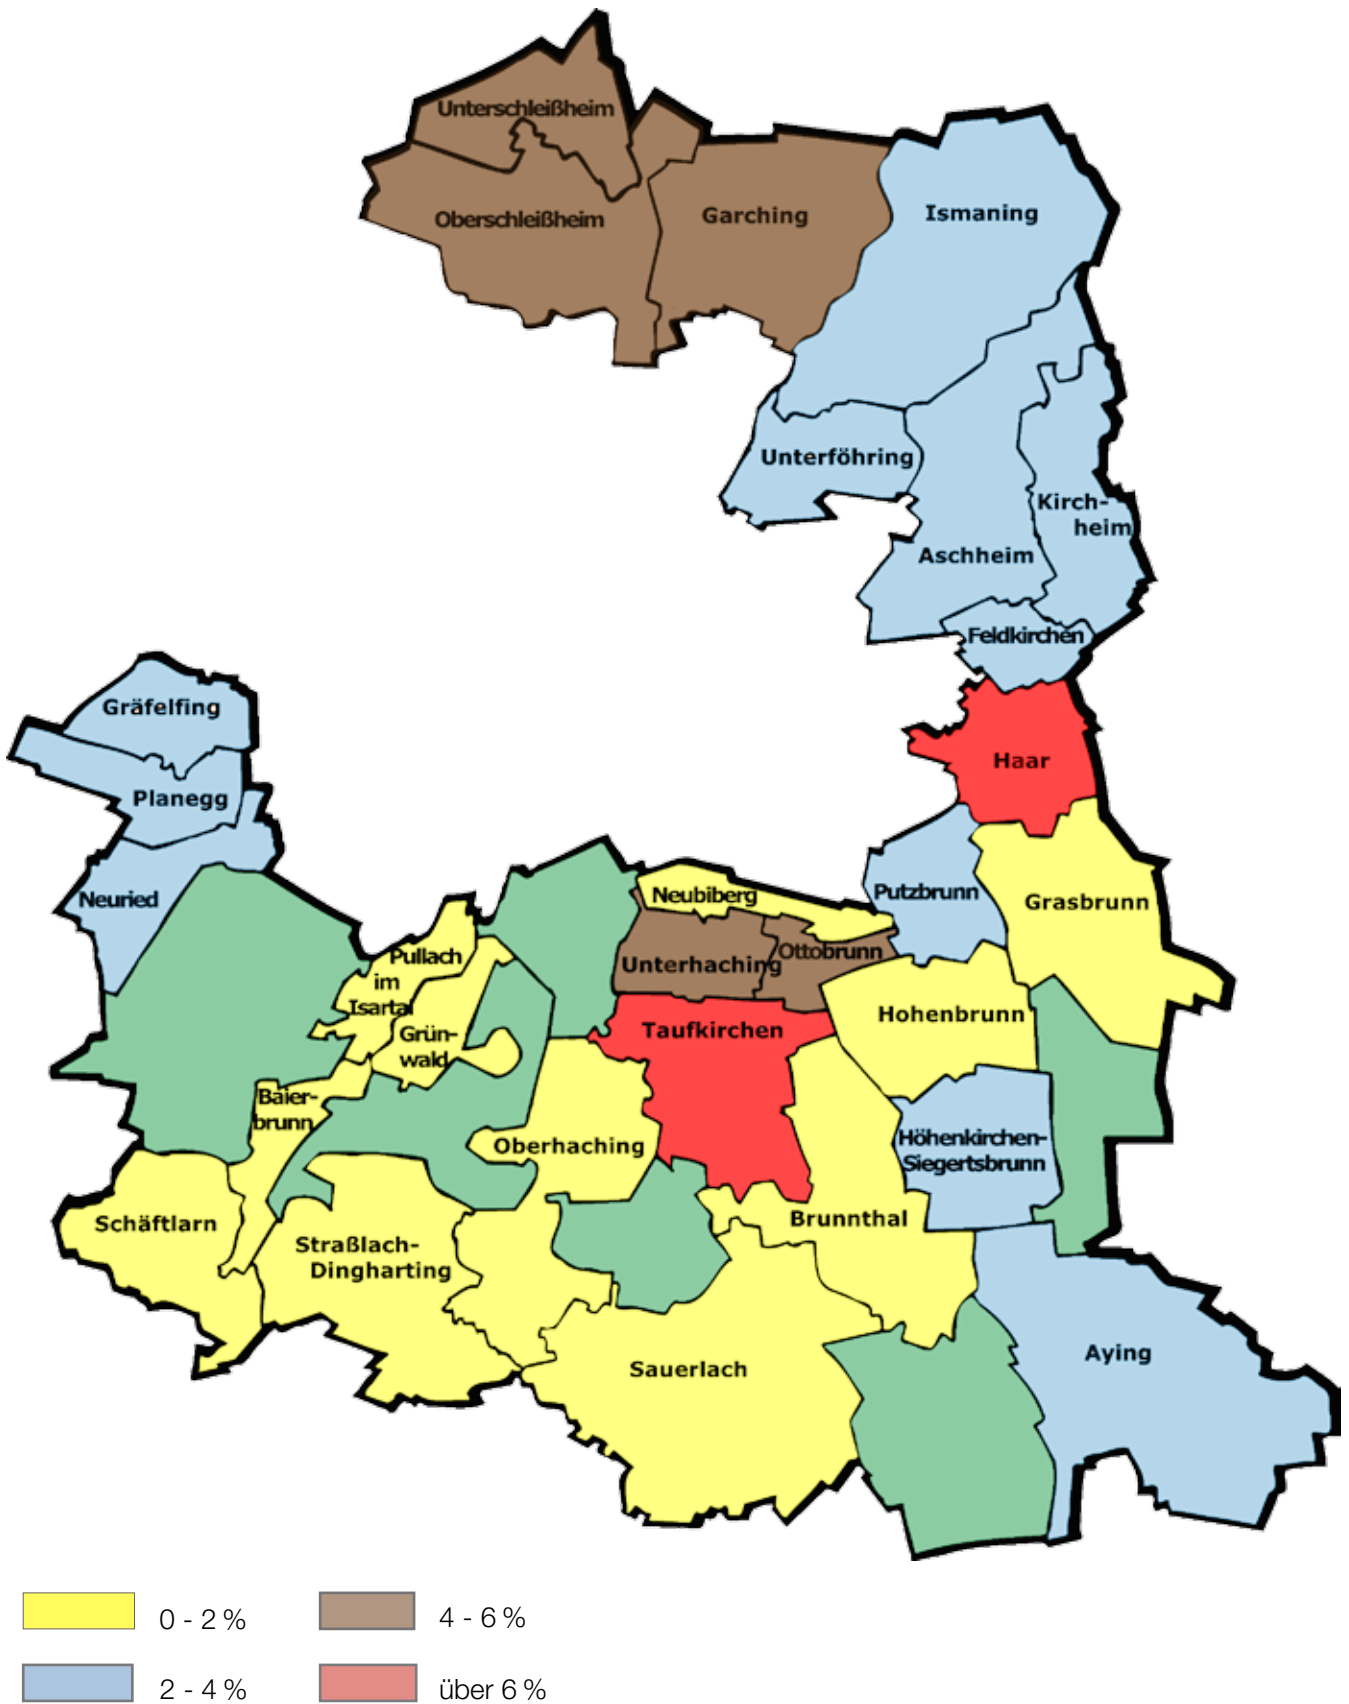 Unterschleißheim
Oberschleißheim
Garching
Ismaning
Unterföhring
Kirch-
heim
Aschheim
Feldkirchen
Gräfelfing
Haar
Planegg
Neuried
Neubiberg
Putzbrunn
Grasbrunn
Pullach
im
Isartal
Unterhaching
Ottobrunn
Grün-
wald
Taufkirchen
Hohenbrunn
Baier-
brunn
Oberhaching
Höhenkirchen-
Siegertsbrunn
Schäftlarn
Straßlach-
Dingharting
Brunnthal
Sauerlach
Aying
0 - 2 %
4 - 6 %
2 - 4 %
über 6 %